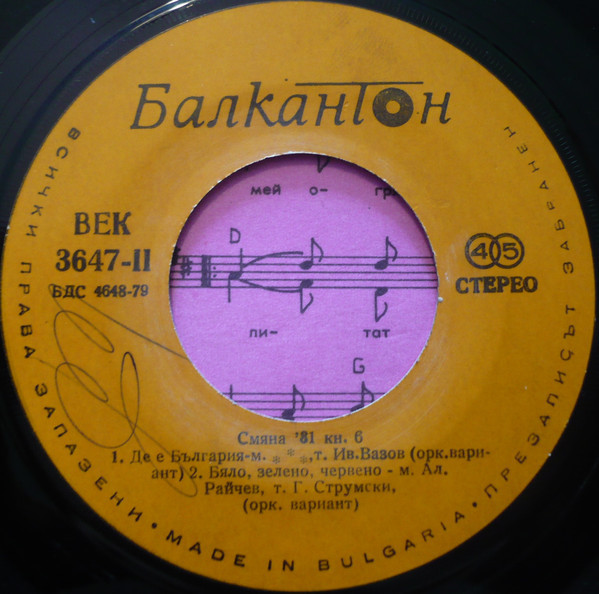 Балкантон
ВСИЧКИ ПРАВА ЗАПАЗЕНИ • MADE IN BULGARIA • ПРЕЗАПИСЪТ ЗАБРАНЕН
ВЕК
3647-II
БДС 4648-79
45
СТЕРЕО
мей о-
D
ли- тат
G
Смяна '81 кн. 6
1. Де е България-м. * * *,т. Ив.Вазов (орк.вари-
ант) 2. Бяло, зелено, червено - м. Ал.
Райчев, т. Г. Струмски,
(орк. вариант)